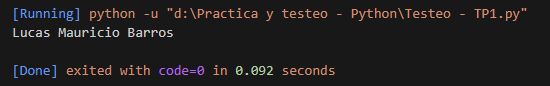 [Running] python -u "d:\Practica y testeo - Python\Testeo - TP1.py"
Lucas Mauricio Barros
[Done] exited with code=0 in 0.092 seconds